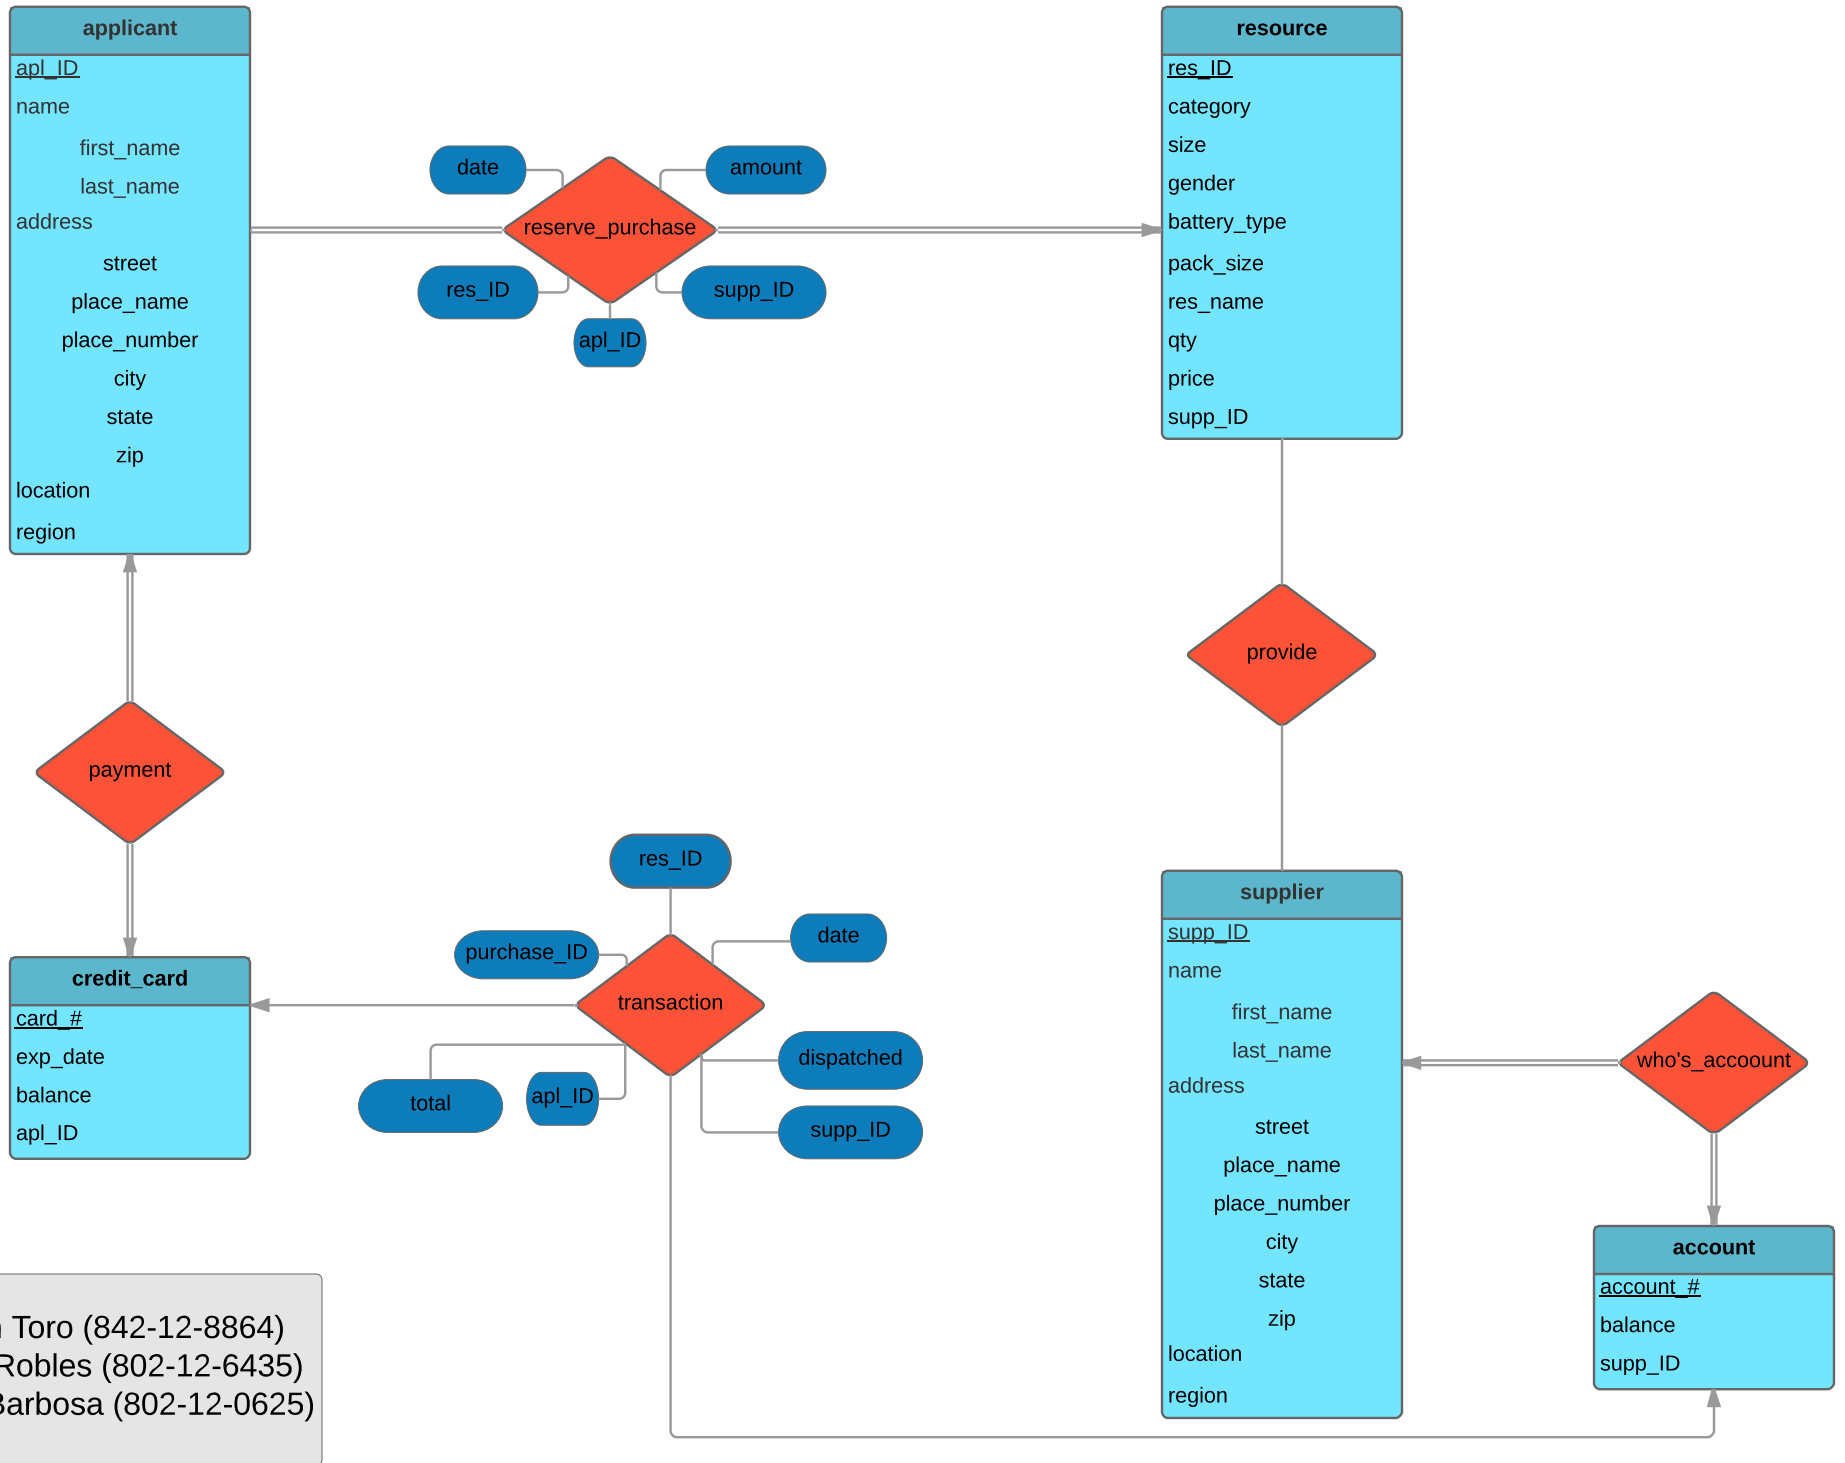 applicant
apl_ID
name
first_name
last_name
address
street
place_name
place_number
city
state
zip
location
region
date
amount
reserve_purchase
res_ID
supp_ID
apl_ID
resource
res_ID
category
size
gender
battery_type
pack_size
res_name
qty
price
supp_ID
payment
provide
credit_card
card_#
exp_date
balance
apl_ID
res_ID
purchase_ID
date
transaction
dispatched
total
apl_ID
supp_ID
supplier
supp_ID
name
first_name
last_name
address
street
place_name
place_number
city
state
zip
location
region
who's_accoount
account
account_#
balance
supp_ID
Toro (842-12-8864)
Robles (802-12-6435)
Barbosa (802-12-0625)